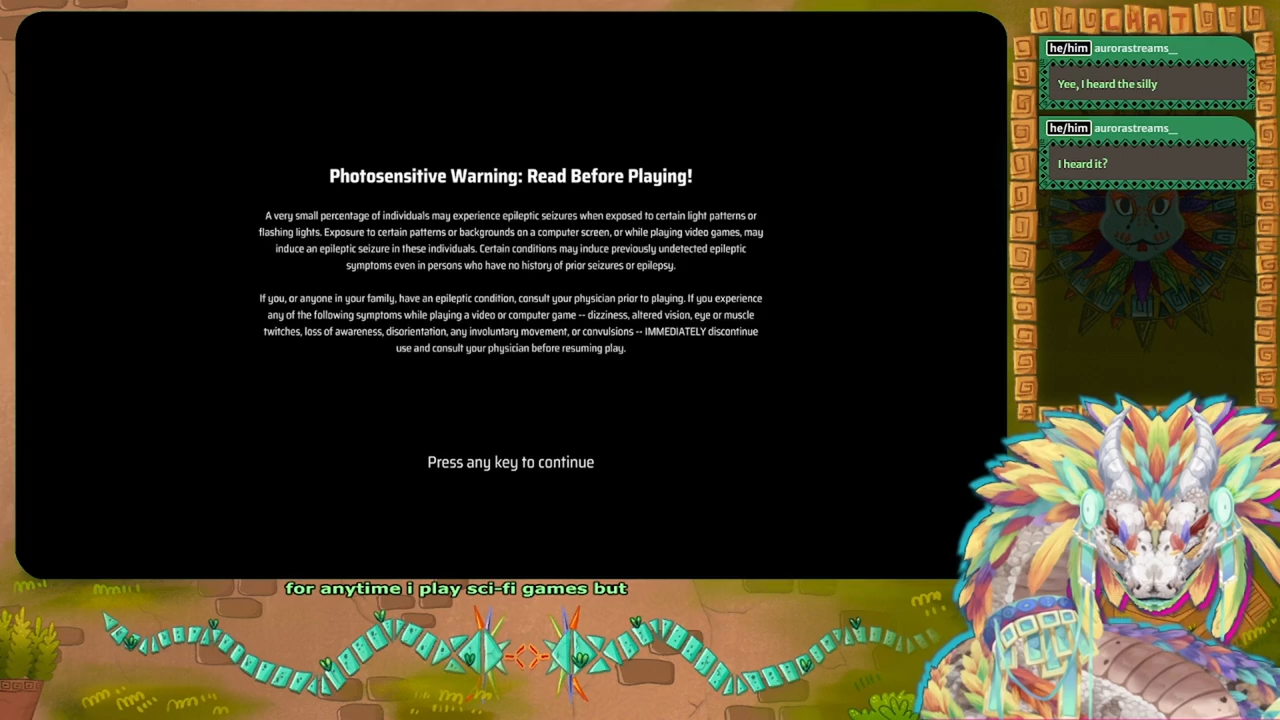 Photosensitive Warning: Read Before Playing!
A very small percentage of individuals may experience epileptic seizures when exposed to certain light patterns or
flashing lights. Exposure to certain patterns or backgrounds on a computer screen, or while playing video games, may
induce an epileptic seizure in these individuals. Certain conditions may induce previously undetected epileptic
symptoms even in persons who have no history of prior seizures or epilepsy.
If you, or anyone in your family, have an epileptic condition, consult your physician prior to playing. If you experience
any of the following symptoms while playing a video or computer game -- dizziness, altered vision, eye or muscle
twitches, loss of awareness, disorientation, any involuntary movement, or convulsions -- IMMEDIATELY discontinue
use and consult your physician before resuming play.
Press any key to continue
for anytime i play sci-fi games but
CHAT
he/him aurorastreams__
Yee, I heard the silly
he/him aurorastreams__
I heard it?